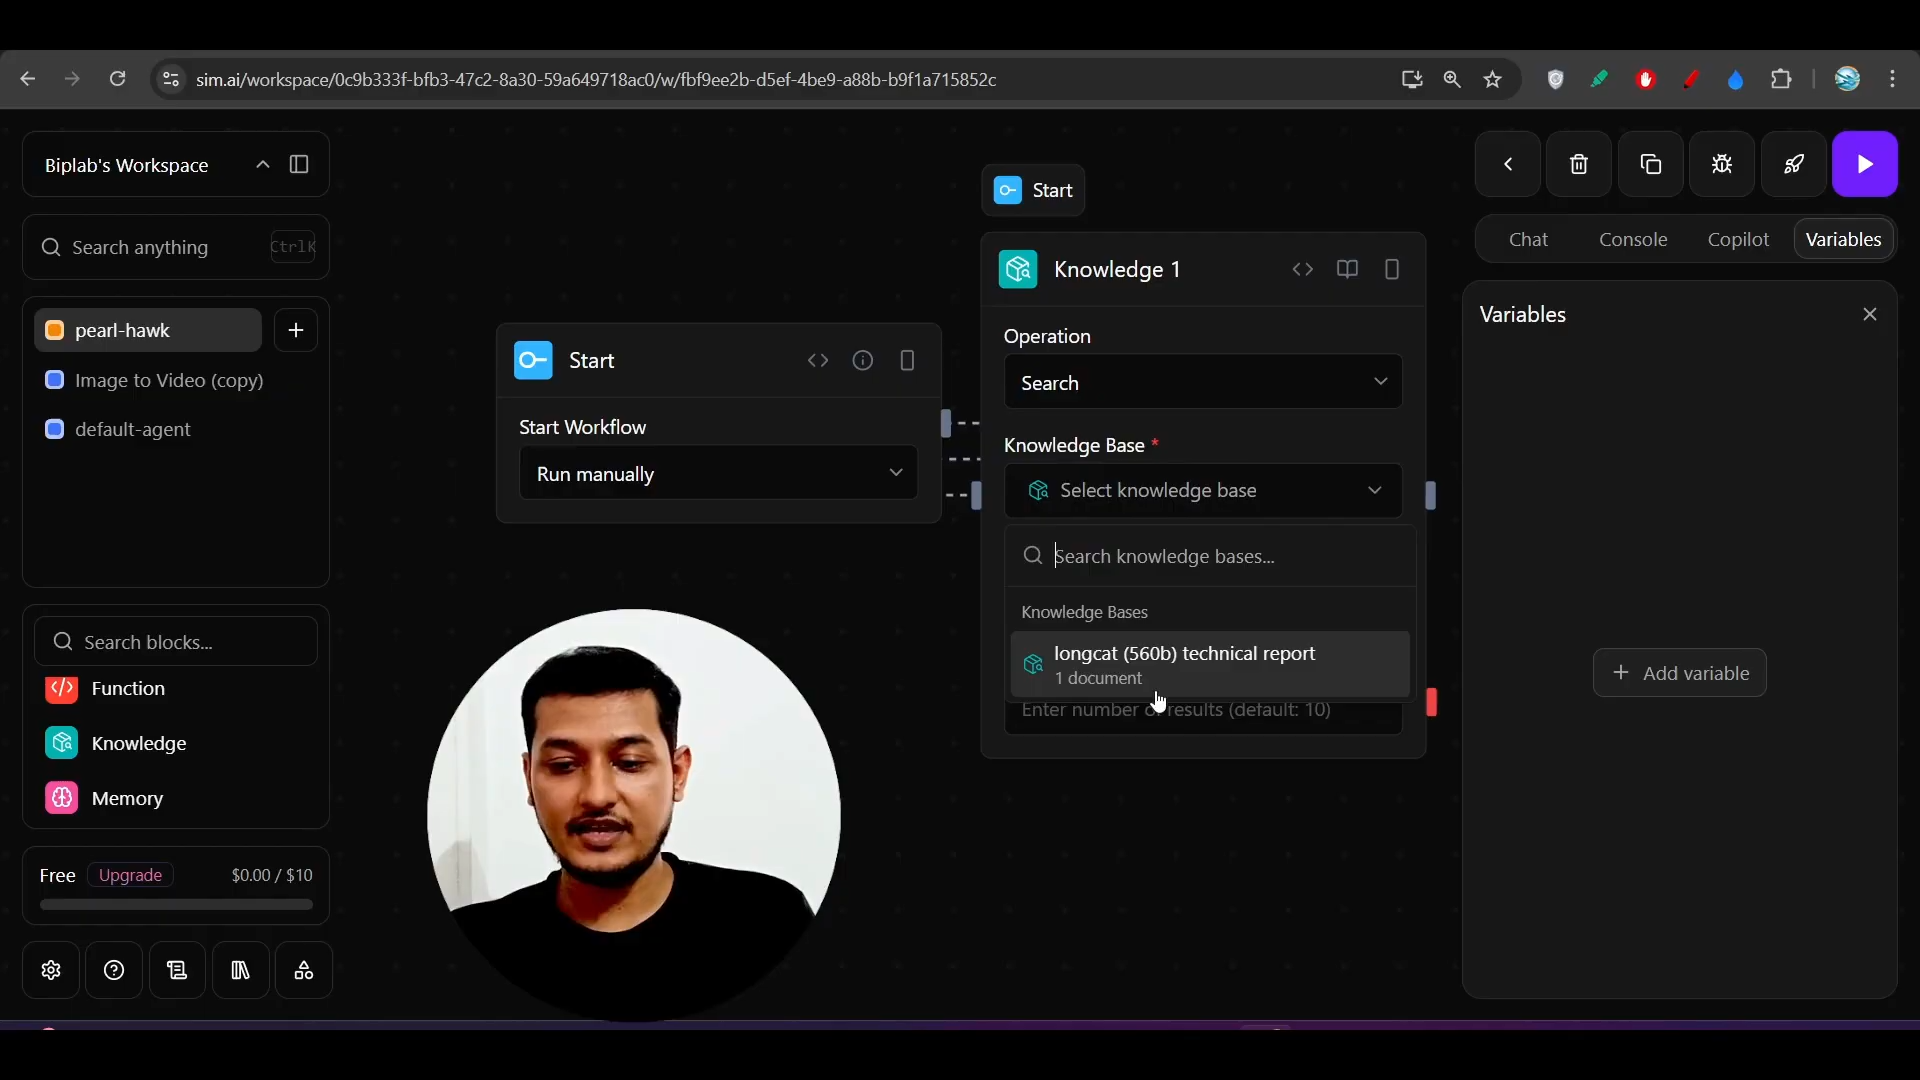 sim.ai/workspace/0c9b333f-bfb3-47c2-8a30-59a649718ac0/w/fbf9ee2b-d5ef-4be9-a88b-b9f1a715852c
Biplab's Workspace
Search anything
CtrlK
pearl-hawk
Image to Video (copy)
default-agent
Search blocks...
Function
Knowledge
Memory
Free
Upgrade
$0.00 / $10
Start
Start Workflow
Run manually
Start
Knowledge 1
Operation
Search
Knowledge Base *
Select knowledge base
Search knowledge bases...
Knowledge Bases
longcat (560b) technical report
1 document
Enter number of results (default: 10)
Chat
Console
Copilot
Variables
Variables
Add variable